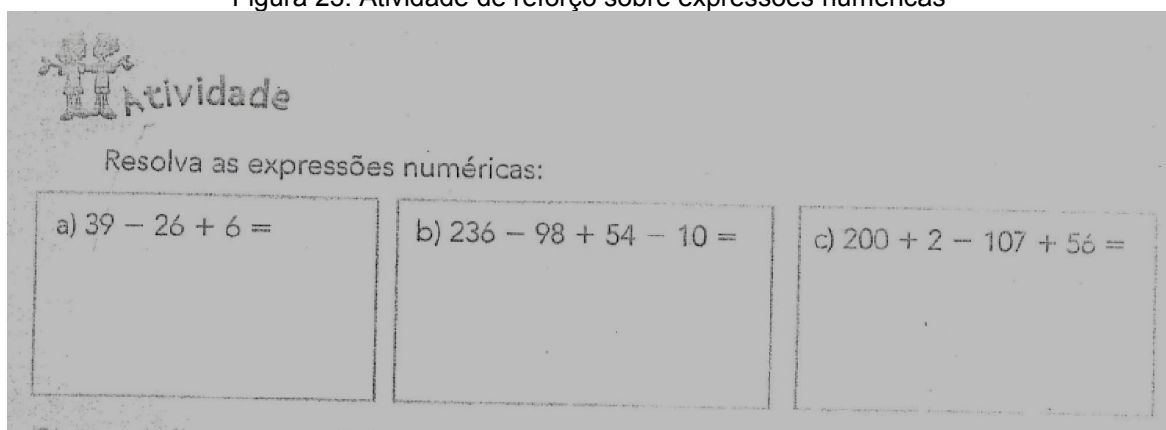 Figura 25: Atividade de reforço sobre expressões numéricas
Atividade
Resolva as expressões numéricas:
a) 39 − 26 + 6 =
b) 236 − 98 + 54 − 10 =
c) 200 + 2 − 107 + 56 =